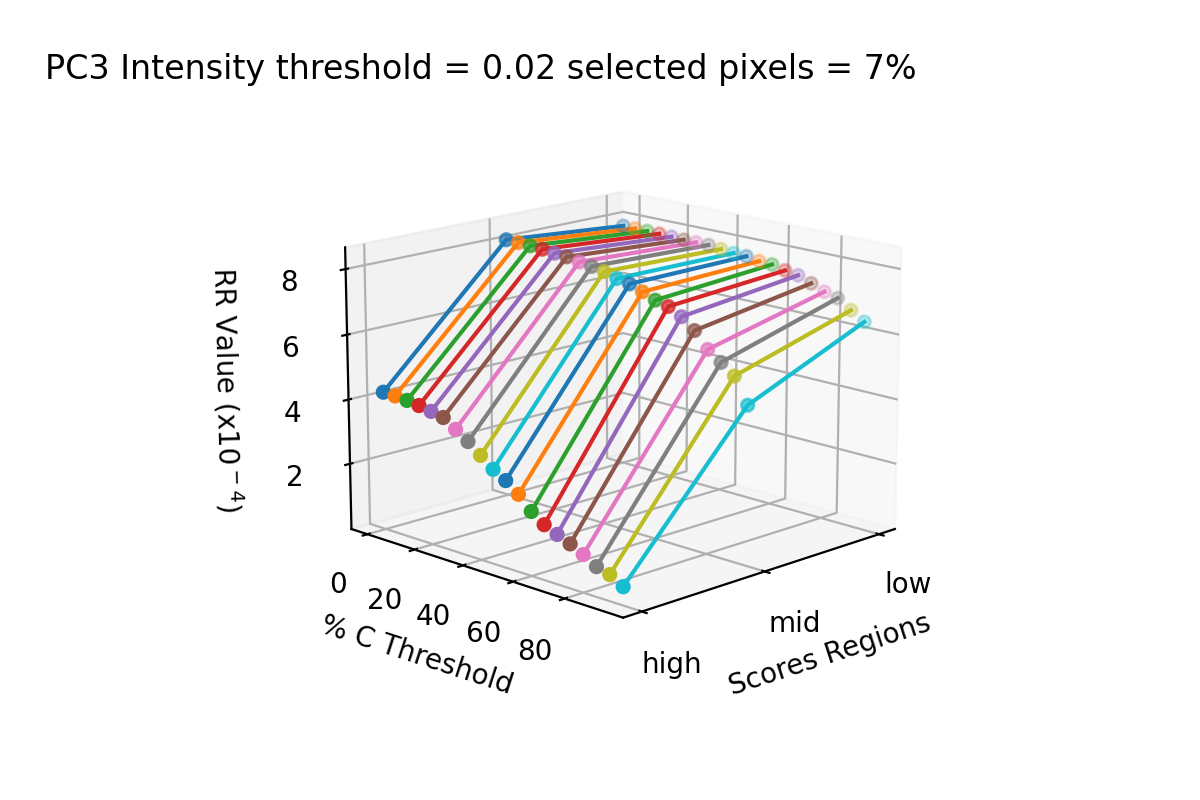 PC3 Intensity threshold = 0.02 selected pixels = 7%
RR Value (x10⁻⁴)
8
6
4
2
0
20
40
60
80
% C Threshold
high
mid
low
Scores Regions